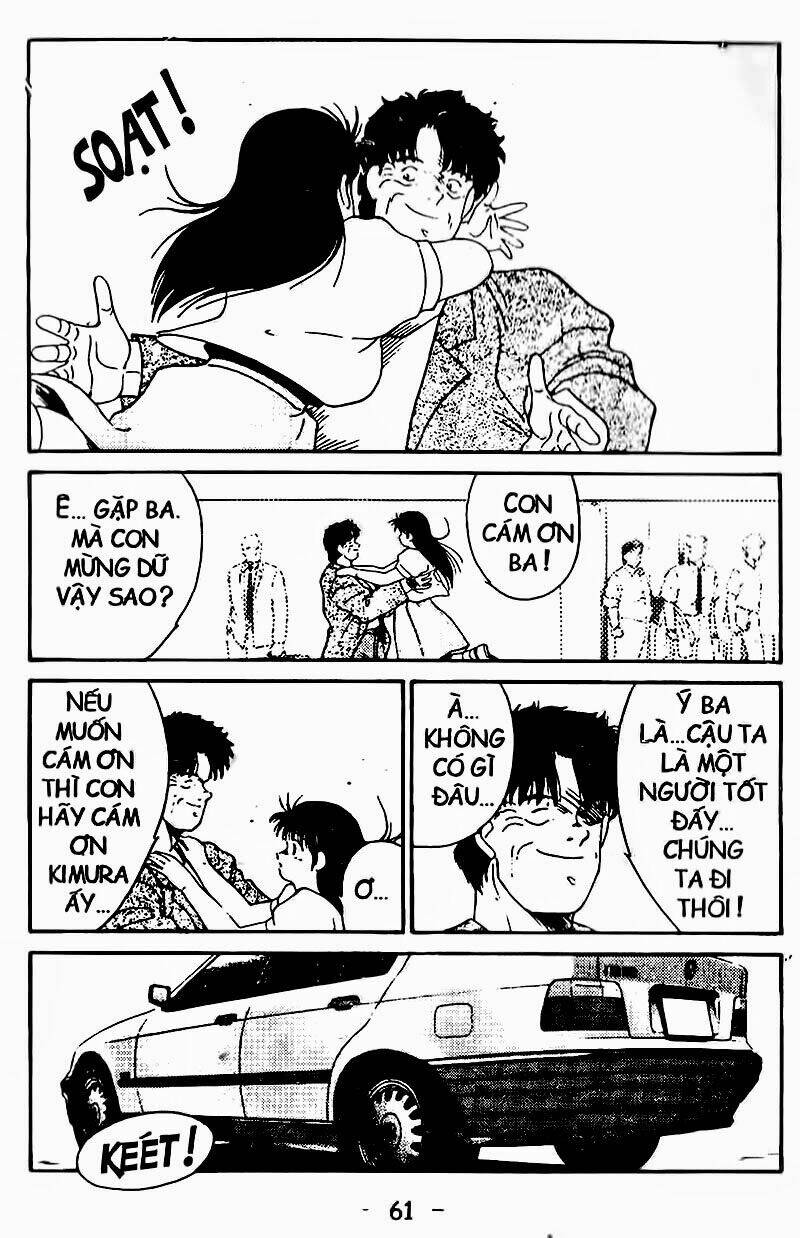 SOẠT!
Ê... GẶP BA.
MÀ CON
MỪNG DỮ
VẬY SAO?
CON
CÁM ƠN
BA!
NẾU
MUỐN
CÁM ƠN
THÌ CON
HÃY CÁM
ƠN
KIMURA
ẤY...
Ơ...
À...
KHÔNG
CÓ GÌ
ĐÂU...
Ý BA
LÀ...CẬU TA
LÀ MỘT
NGƯỜI TỐT
ĐẤY...
CHÚNG
TA ĐI
THÔI!
KEÉT!
- 61 -